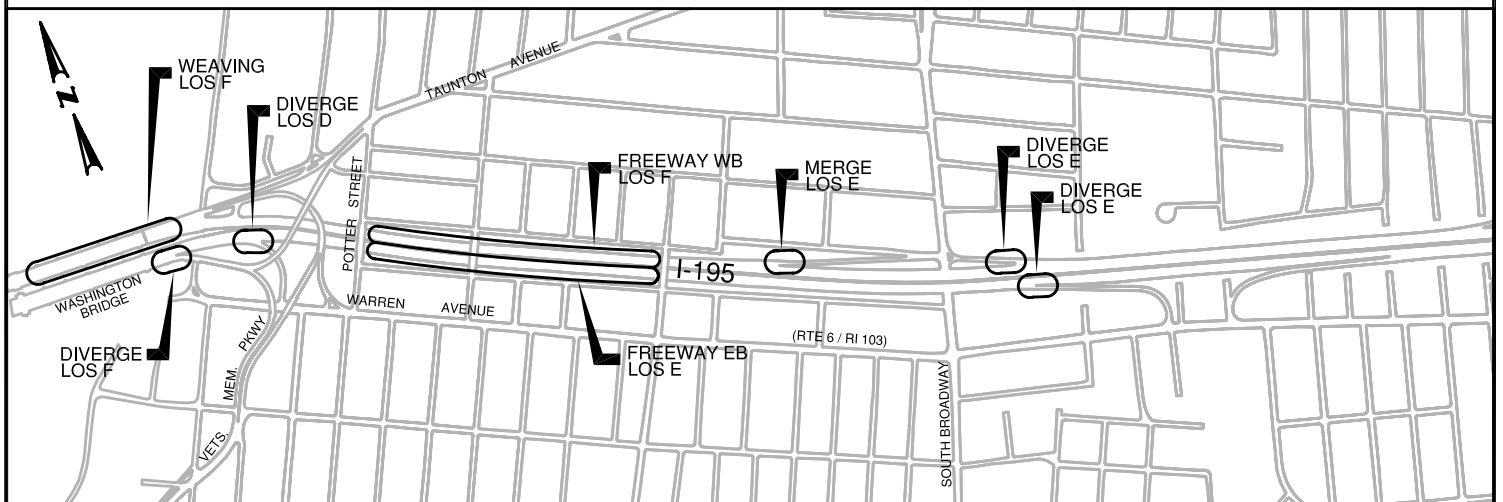 WEAVING
LOS F
DIVERGE
LOS D
TAUNTON AVENUE
N
POTTER STREET
FREEWAY WB
LOS F
MERGE
LOS E
DIVERGE
LOS E
DIVERGE
LOS E
I-195
WASHINGTON
BRIDGE
WARREN AVENUE
(RTE 6 / RI 103)
DIVERGE
LOS F
FREEWAY EB
LOS E
VETS. MEM. PKWY
SOUTH BROADWAY